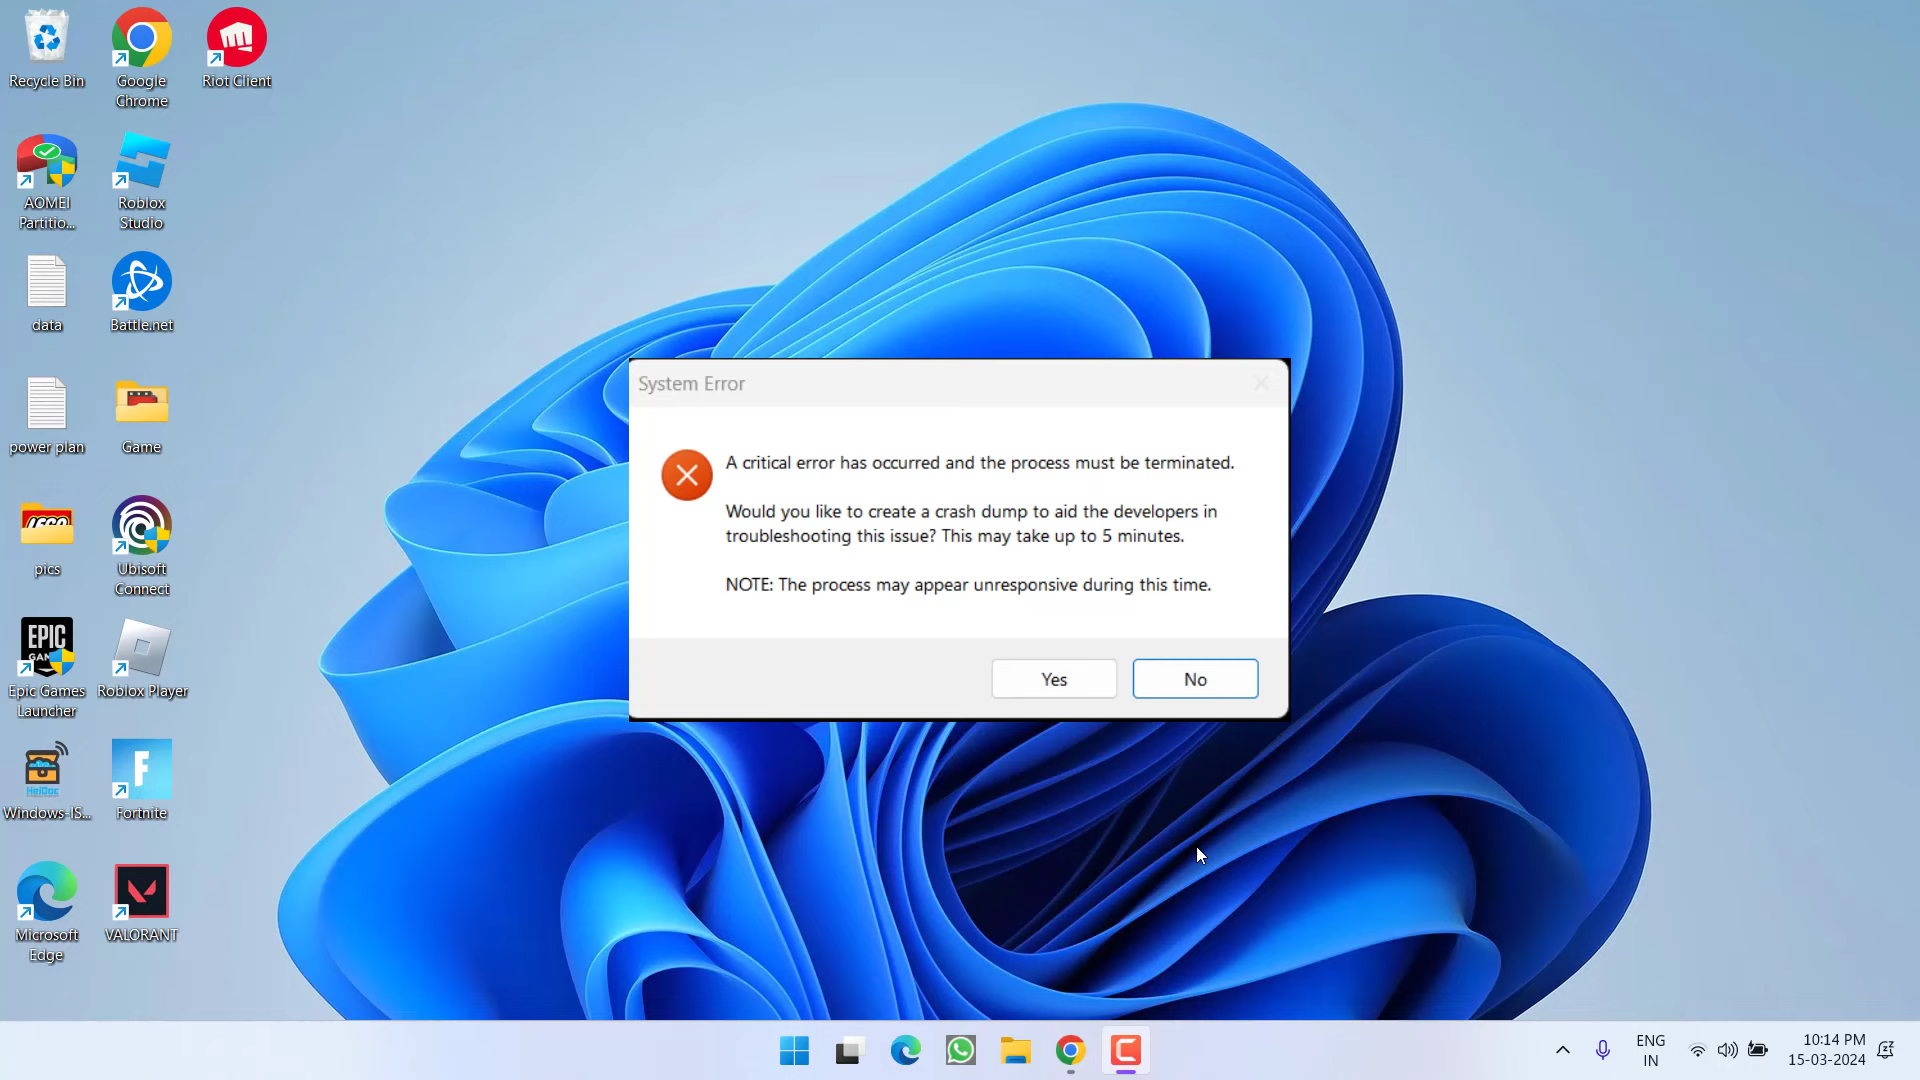 Recycle Bin
Google
Chrome
Riot Client
AOMEI
Partitio...
Roblox
Studio
data
Battle.net
power plan
Game
LEGO
pics
Ubisoft
Connect
EPIC
GAMES
Epic Games
Launcher
Roblox Player
HeiDoc
Windows-IS...
F
Fortnite
Microsoft
Edge
VALORANT
System Error
A critical error has occurred and the process must be terminated.
Would you like to create a crash dump to aid the developers in
troubleshooting this issue? This may take up to 5 minutes.
NOTE: The process may appear unresponsive during this time.
Yes
No
ENG
IN
10:14 PM
15-03-2024